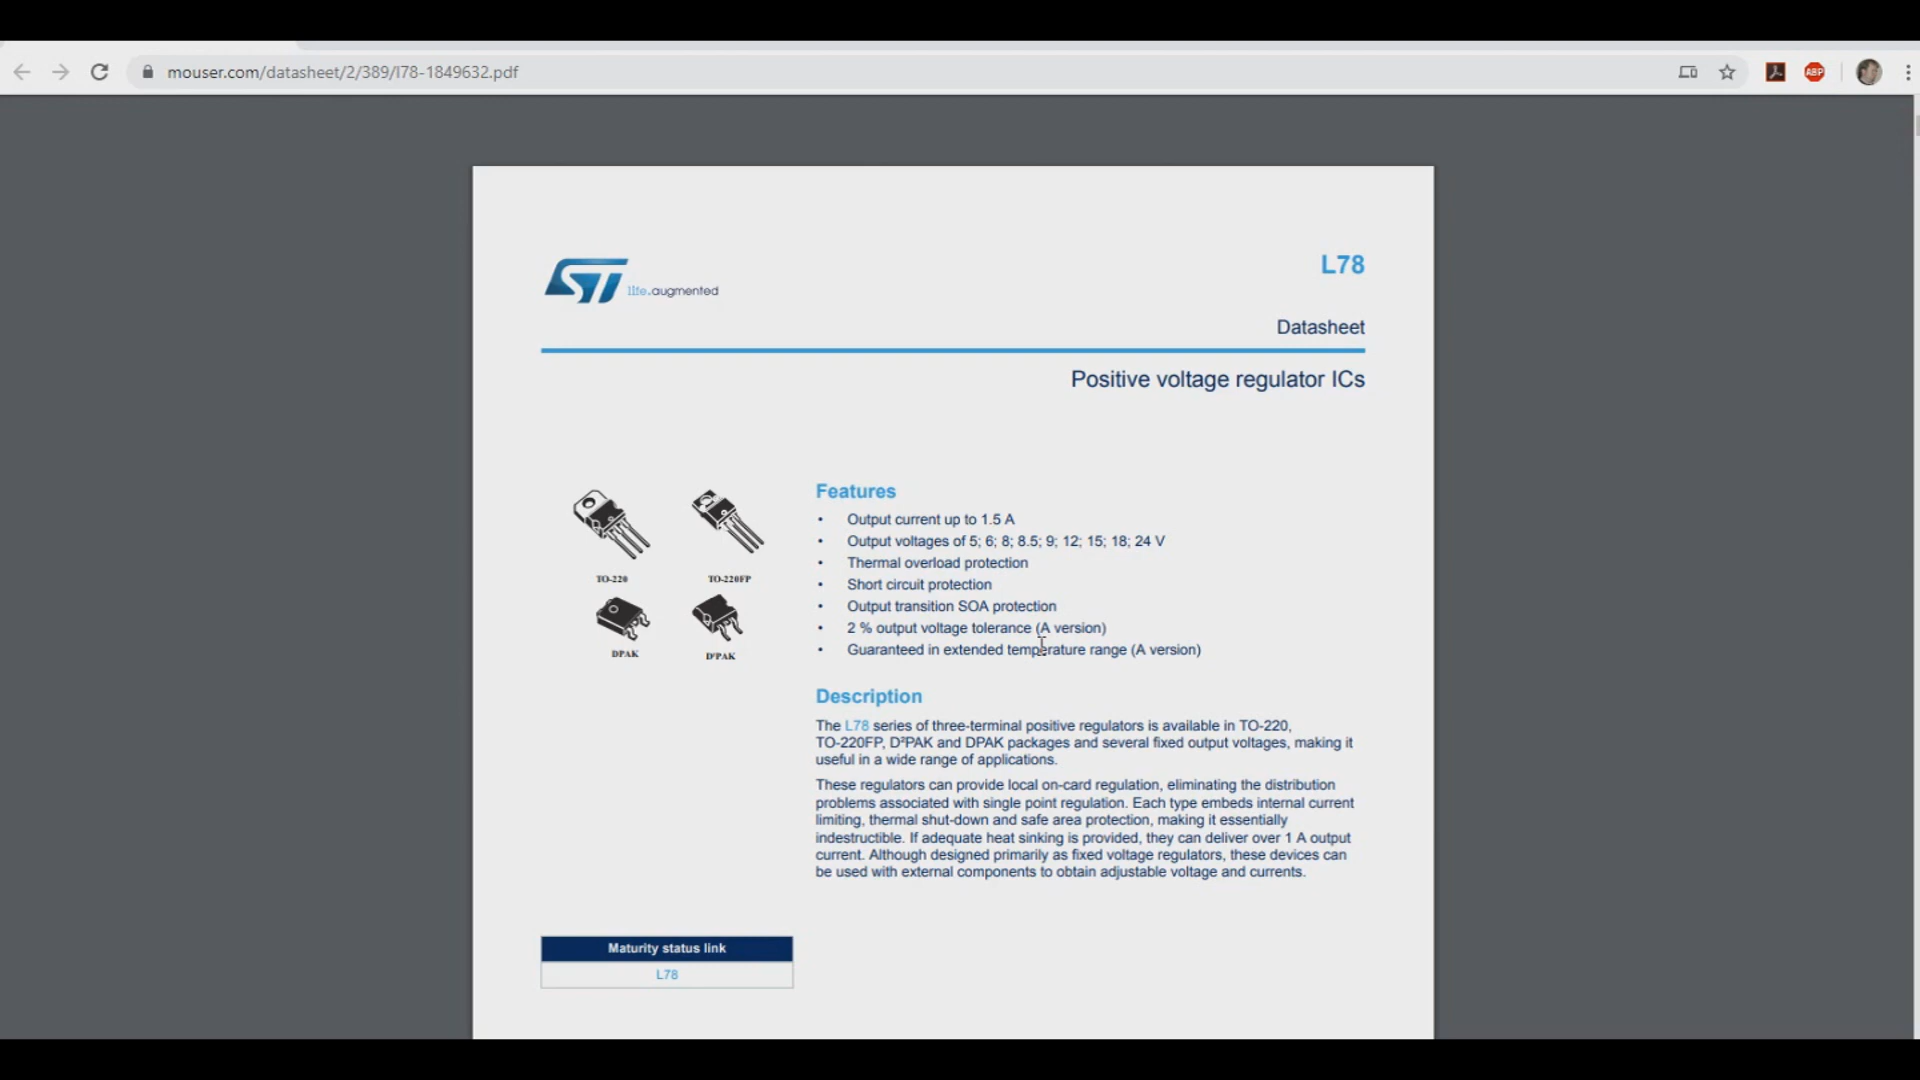 mouser.com/datasheet/2/389/l78-1849632.pdf
ABP
ST
life.augmented
L78
Datasheet
Positive voltage regulator ICs
TO-220
TO-220FP
DPAK
D²PAK
Features
• Output current up to 1.5 A
• Output voltages of 5; 6; 8; 8.5; 9; 12; 15; 18; 24 V
• Thermal overload protection
• Short circuit protection
• Output transition SOA protection
• 2 % output voltage tolerance (A version)
• Guaranteed in extended temperature range (A version)
Description
The L78 series of three-terminal positive regulators is available in TO-220,
TO-220FP, D²PAK and DPAK packages and several fixed output voltages, making it
useful in a wide range of applications.
These regulators can provide local on-card regulation, eliminating the distribution
problems associated with single point regulation. Each type embeds internal current
limiting, thermal shut-down and safe area protection, making it essentially
indestructible. If adequate heat sinking is provided, they can deliver over 1 A output
current. Although designed primarily as fixed voltage regulators, these devices can
be used with external components to obtain adjustable voltage and currents.
Maturity status link
L78